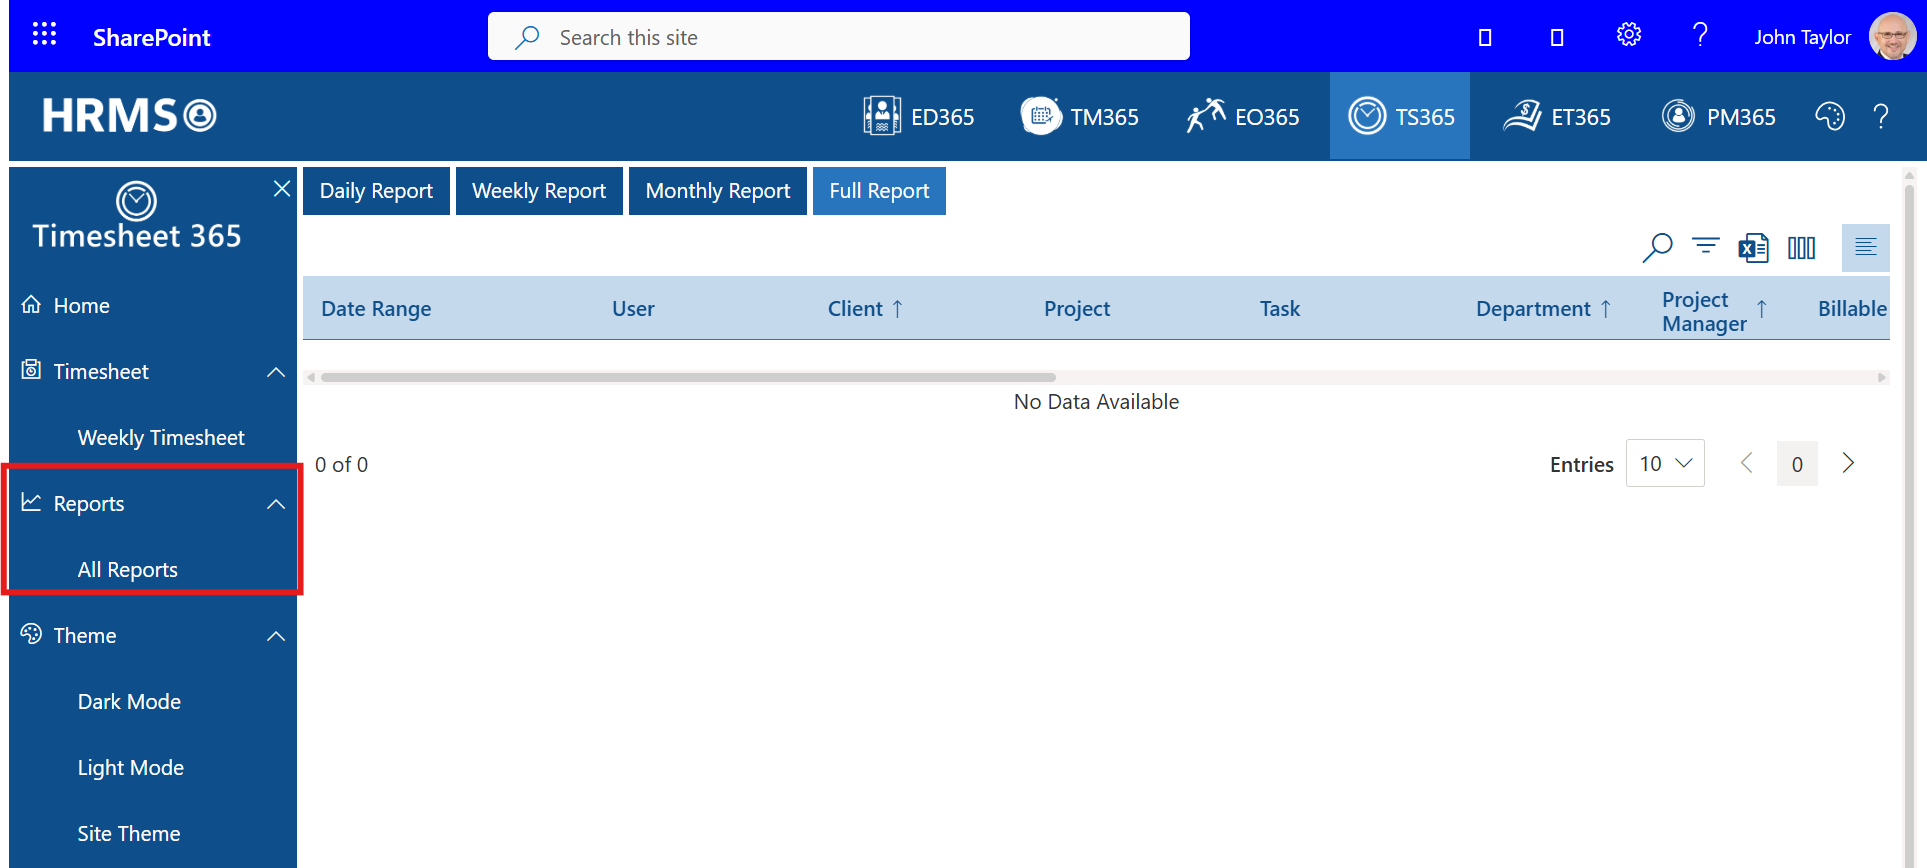 SharePoint
Search this site
John Taylor
HRMS
ED365
TM365
EO365
TS365
ET365
PM365
Timesheet 365
Home
Timesheet
Weekly Timesheet
Reports
All Reports
Theme
Dark Mode
Light Mode
Site Theme
Daily Report
Weekly Report
Monthly Report
Full Report
Date Range
User
Client
Project
Task
Department
Project
Manager
Billable
No Data Available
0 of 0
Entries
10
0